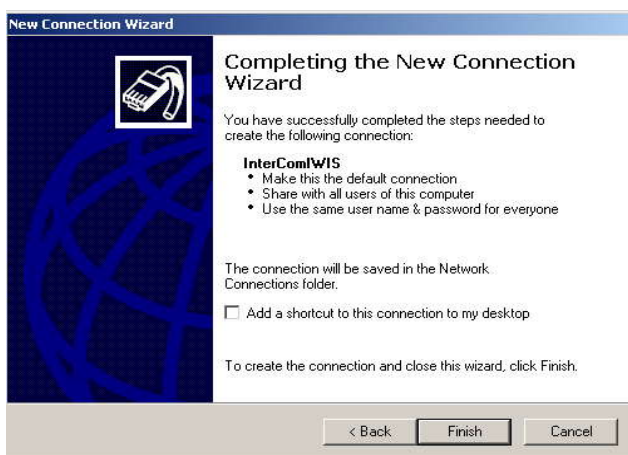 New Connection Wizard
Completing the New Connection
Wizard
You have successfully completed the steps needed to
create the following connection:
InterComIWIS
• Make this the default connection
• Share with all users of this computer
• Use the same user name & password for everyone
The connection will be saved in the Network
Connections folder.
Add a shortcut to this connection to my desktop
To create the connection and close this wizard, click Finish.
< Back Finish Cancel